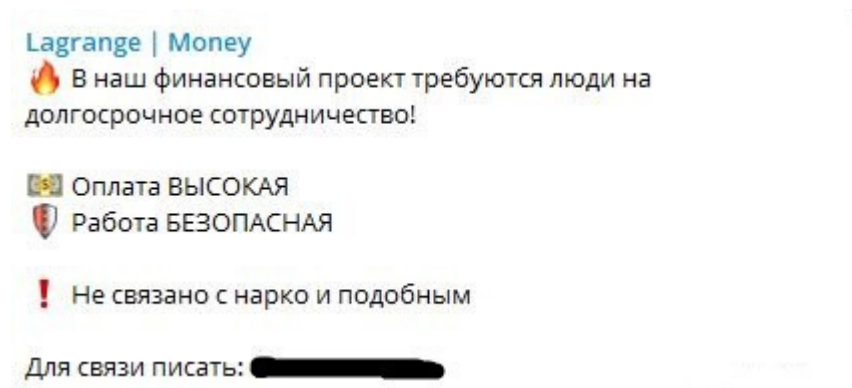 Lagrange | Money
🔥 В наш финансовый проект требуются люди на
долгосрочное сотрудничество!
💵 Оплата ВЫСОКАЯ
🛡 Работа БЕЗОПАСНАЯ
❗ Не связано с нарко и подобным
Для связи писать: